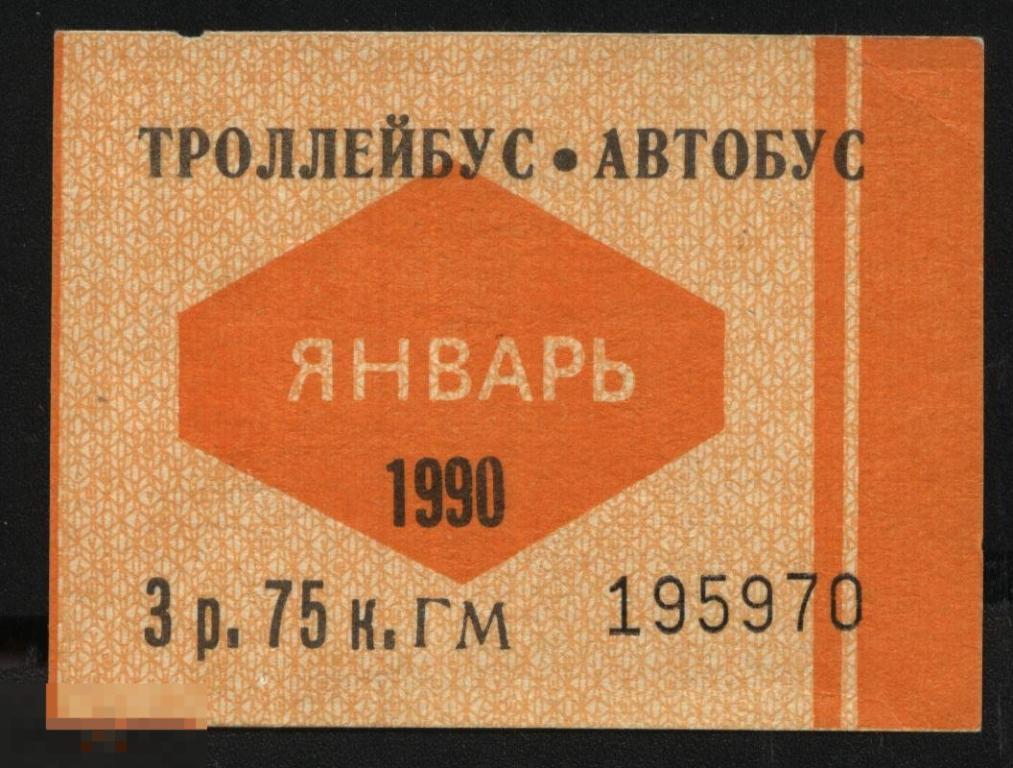 ТРОЛЛЕЙБУС • АВТОБУС
ЯНВАРЬ
1990
3 р. 75 к. ГМ 195970